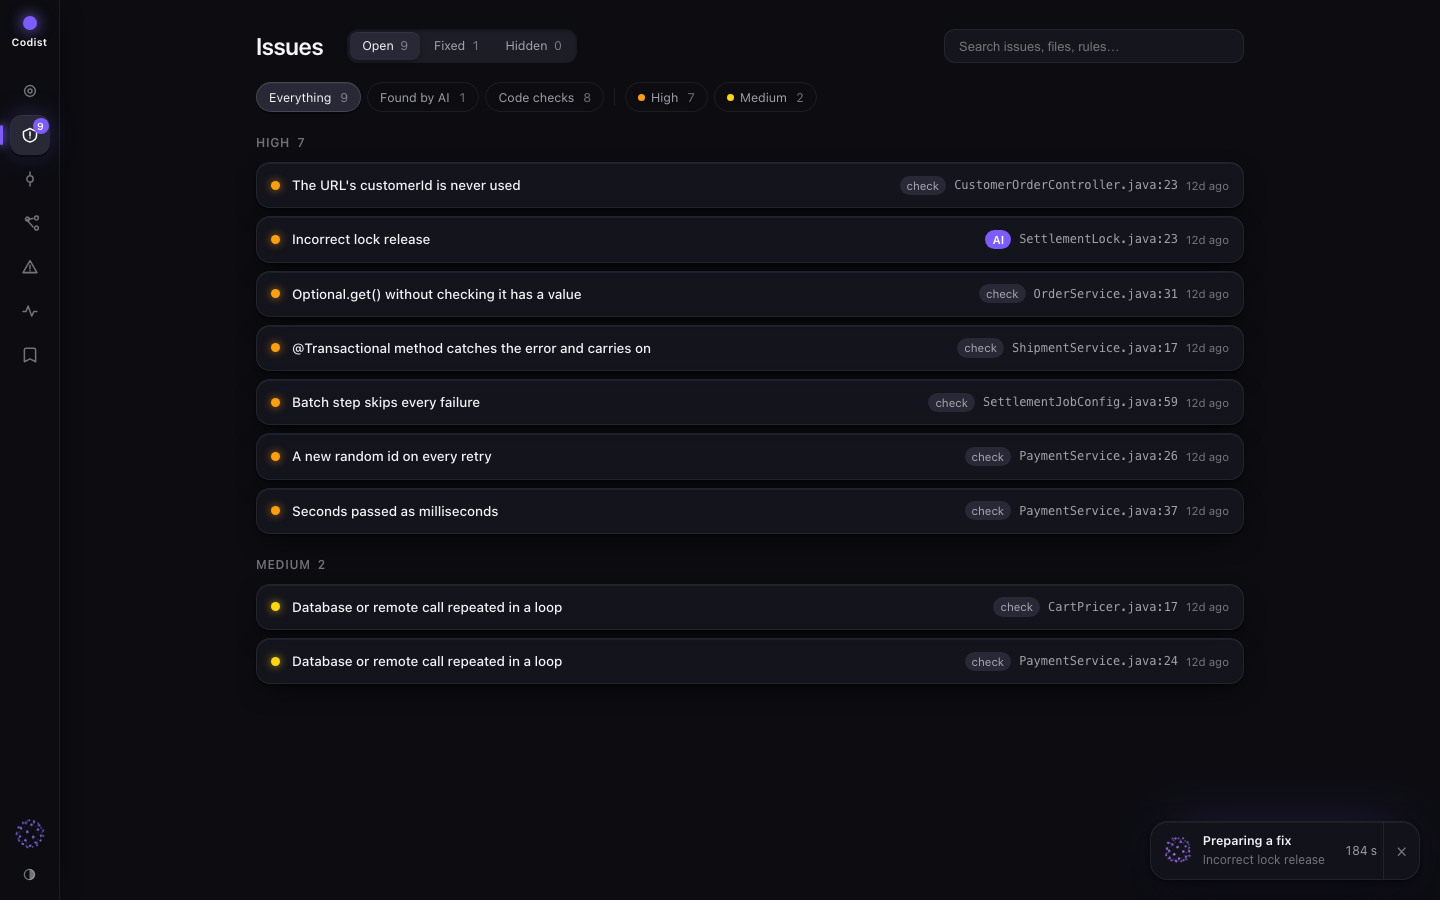 Codist
9
Issues
Open 9
Fixed 1
Hidden 0
Search issues, files, rules...
Everything 9
Found by AI 1
Code checks 8
High 7
Medium 2
HIGH 7
The URL's customerId is never used check CustomerOrderController.java:23 12d ago
Incorrect lock release AI SettlementLock.java:23 12d ago
Optional.get() without checking it has a value check OrderService.java:31 12d ago
@Transactional method catches the error and carries on check ShipmentService.java:17 12d ago
Batch step skips every failure check SettlementJobConfig.java:59 12d ago
A new random id on every retry check PaymentService.java:26 12d ago
Seconds passed as milliseconds check PaymentService.java:37 12d ago
MEDIUM 2
Database or remote call repeated in a loop check CartPricer.java:17 12d ago
Database or remote call repeated in a loop check PaymentService.java:24 12d ago
Preparing a fix
Incorrect lock release
184 s